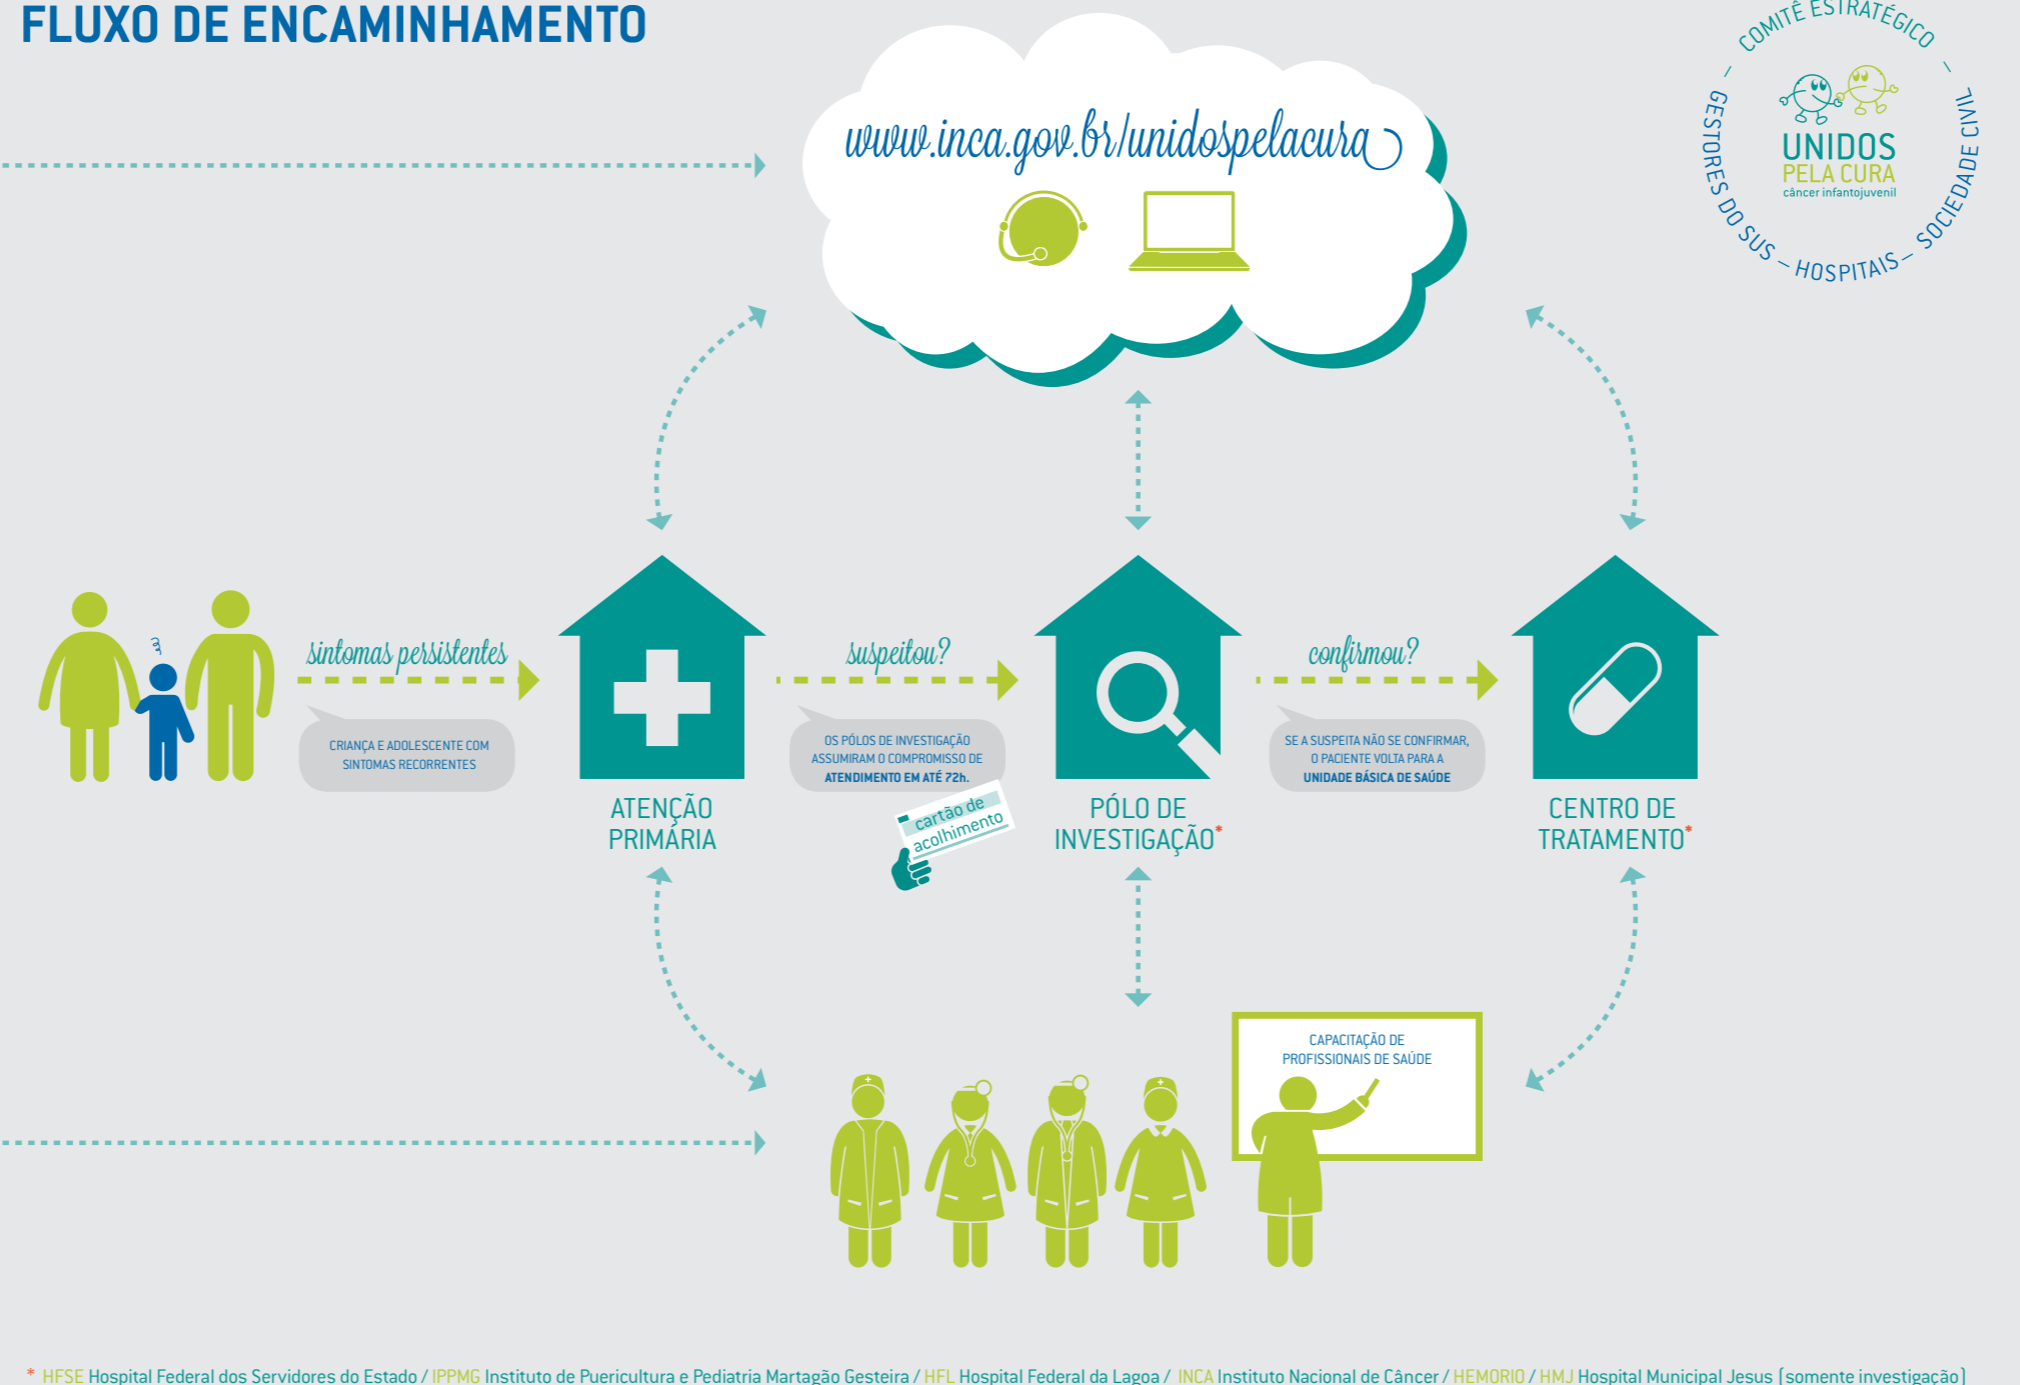 FLUXO DE ENCAMINHAMENTO
www.inca.gov.br/unidospelacura
COMITÊ ESTRATÉGICO – SOCIEDADE CIVIL – HOSPITAIS – GESTORES DO SUS –
UNIDOS
PELA CURA
câncer infantojuvenil
sintomas persistentes
CRIANÇA E ADOLESCENTE COM
SINTOMAS RECORRENTES
ATENÇÃO
PRIMÁRIA
suspeitou?
OS PÓLOS DE INVESTIGAÇÃO
ASSUMIRAM O COMPROMISSO DE
ATENDIMENTO EM ATÉ 72h.
cartão de
acolhimento
PÓLO DE
INVESTIGAÇÃO*
confirmou?
SE A SUSPEITA NÃO SE CONFIRMAR,
O PACIENTE VOLTA PARA A
UNIDADE BÁSICA DE SAÚDE
CENTRO DE
TRATAMENTO*
CAPACITAÇÃO DE
PROFISSIONAIS DE SAÚDE
* HFSE Hospital Federal dos Servidores do Estado / IPPMG Instituto de Puericultura e Pediatria Martagão Gesteira / HFL Hospital Federal da Lagoa / INCA Instituto Nacional de Câncer / HEMORIO / HMJ Hospital Municipal Jesus (somente investigação)